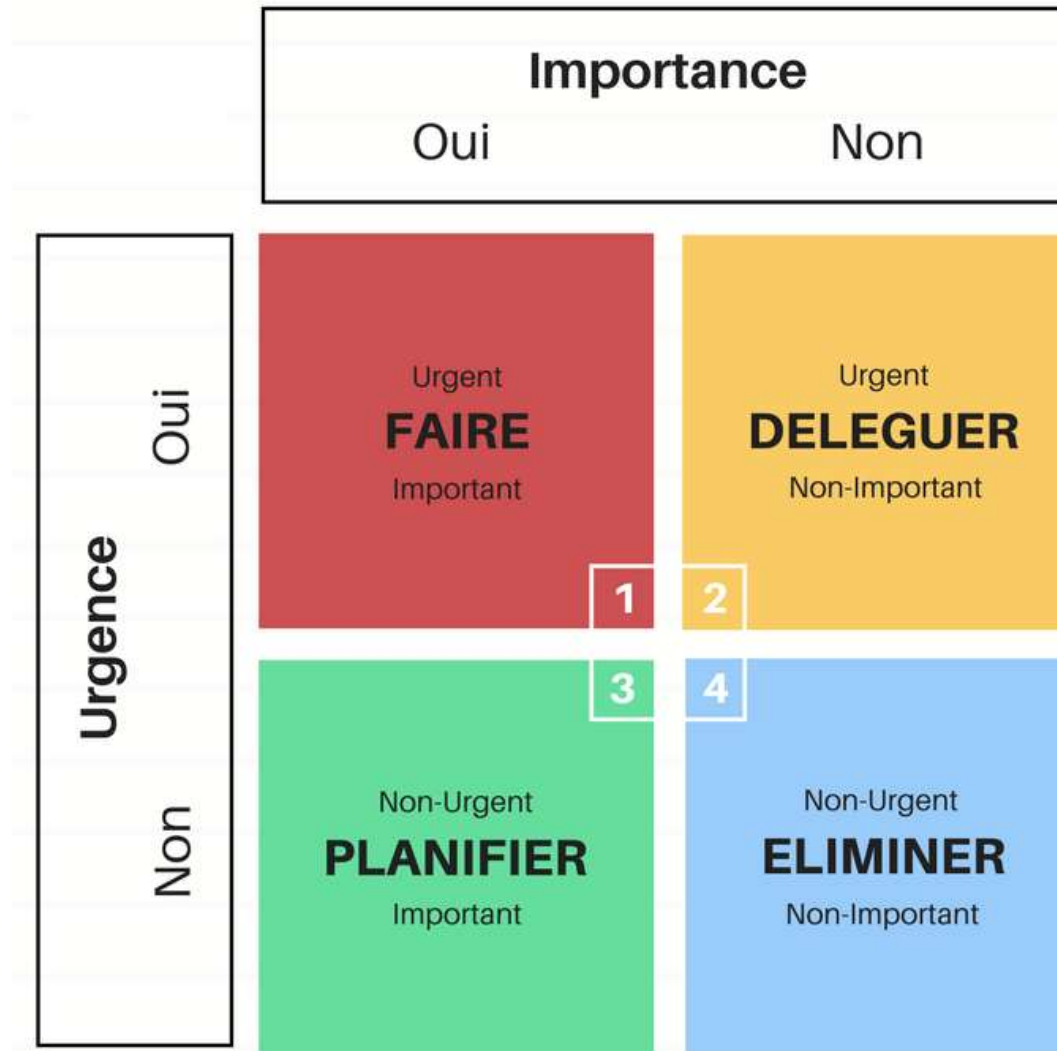 Importance
Oui Non
Urgence
Oui
Non
Urgent
FAIRE
Important
1
Urgent
DELEGUER
Non-Important
2
Non-Urgent
PLANIFIER
Important
3
Non-Urgent
ELIMINER
Non-Important
4